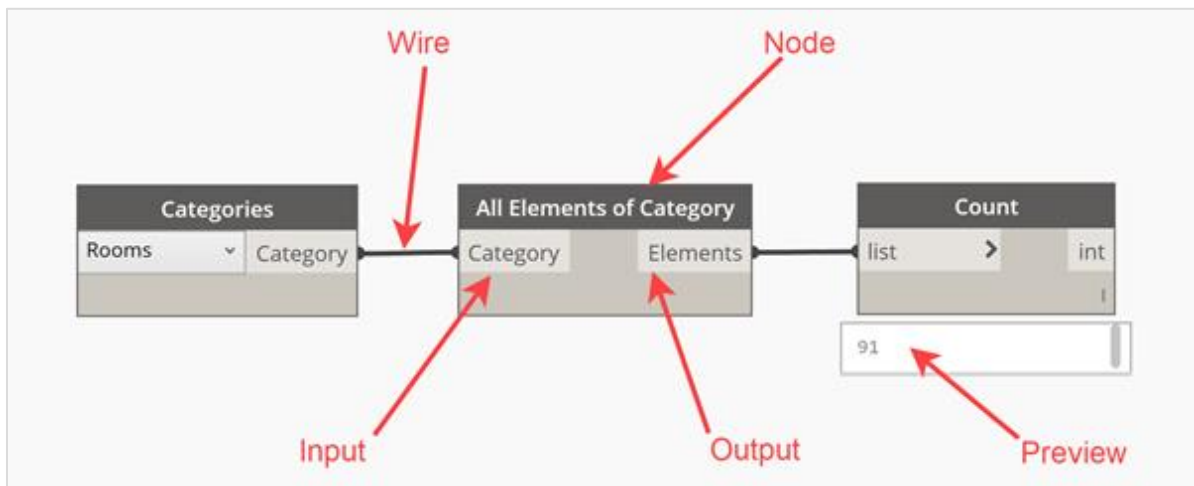 Wire
Node
Categories
All Elements of Category
Count
Rooms
Category
Category
Elements
list
int
91
Input
Output
Preview